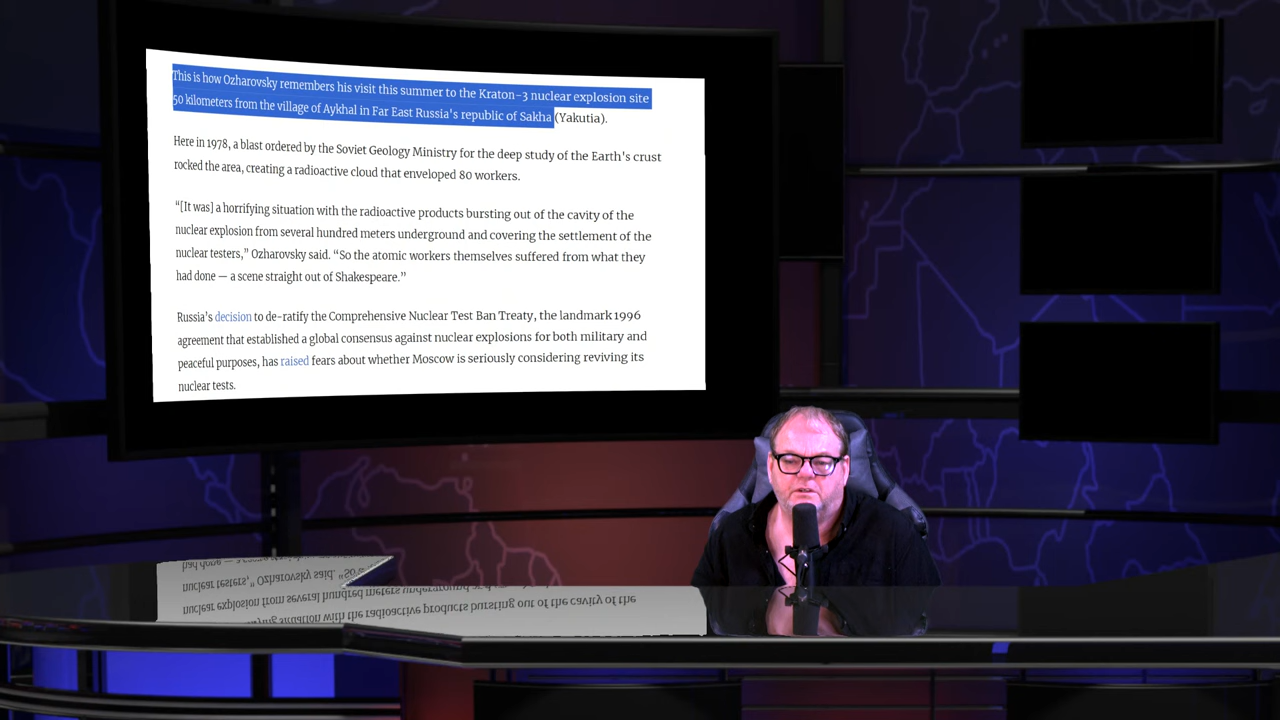 This is how Ozharovsky remembers his visit this summer to the Kraton-3 nuclear explosion site
50 kilometers from the village of Aykhal in Far East Russia's republic of Sakha (Yakutia).
Here in 1978, a blast ordered by the Soviet Geology Ministry for the deep study of the Earth's crust
rocked the area, creating a radioactive cloud that enveloped 80 workers.
“[It was] a horrifying situation with the radioactive products bursting out of the cavity of the
nuclear explosion from several hundred meters underground and covering the settlement of the
nuclear testers,” Ozharovsky said. “So the atomic workers themselves suffered from what they
had done — a scene straight out of Shakespeare.”
Russia’s decision to de-ratify the Comprehensive Nuclear Test Ban Treaty, the landmark 1996
agreement that established a global consensus against nuclear explosions for both military and
peaceful purposes, has raised fears about whether Moscow is seriously considering reviving its
nuclear tests.